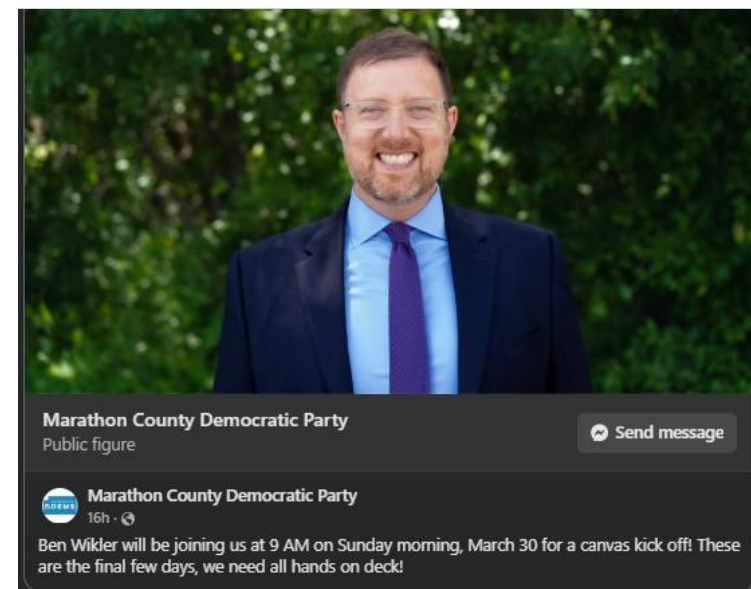 Marathon County Democratic Party
Public figure
Send message
Marathon County Democratic Party
16h ·
Ben Wikler will be joining us at 9 AM on Sunday morning, March 30 for a canvas kick off! These
are the final few days, we need all hands on deck!